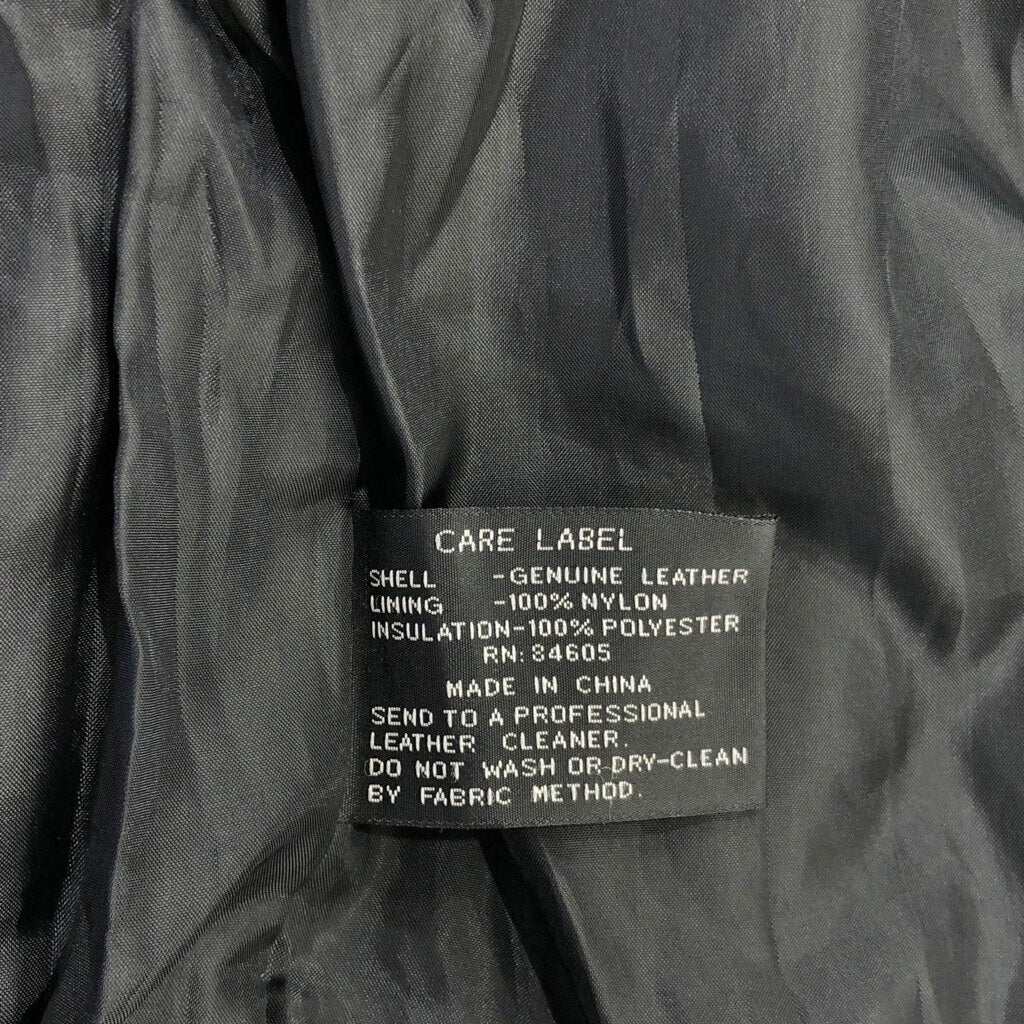 CARE LABEL
SHELL -GENUINE LEATHER
LINING -100% NYLON
INSULATION-100% POLYESTER
RN: 84605
MADE IN CHINA
SEND TO A PROFESSIONAL
LEATHER CLEANER.
DO NOT WASH OR DRY-CLEAN
BY FABRIC METHOD.